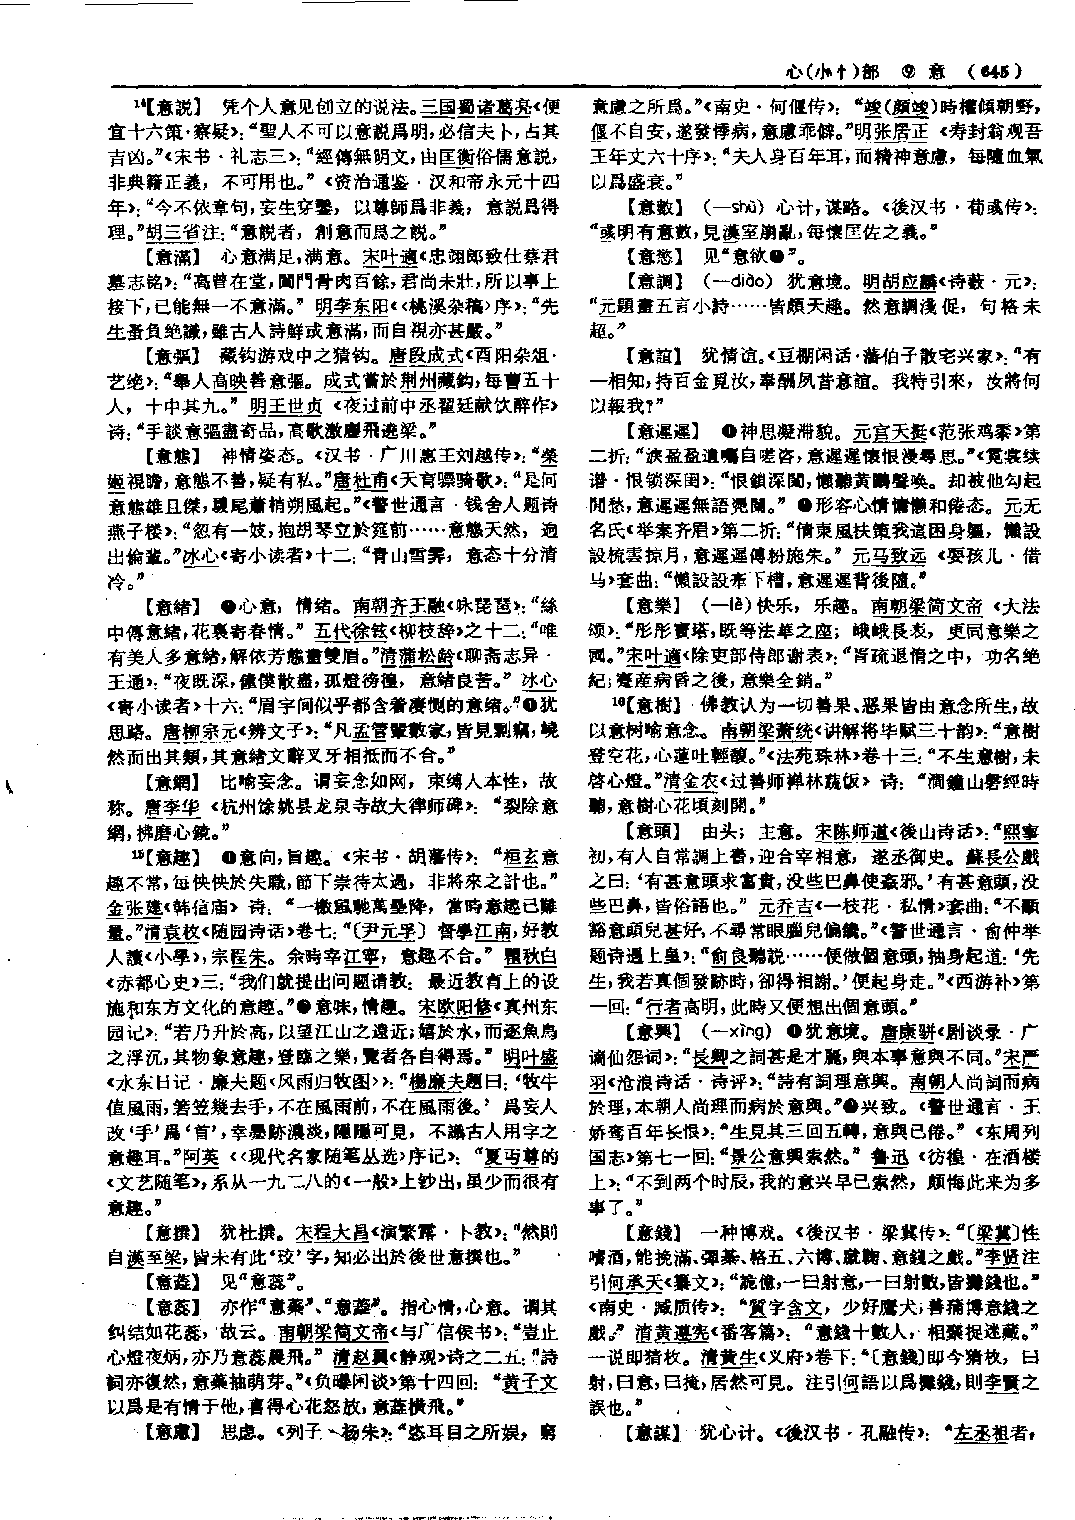 心(小忄)部 ⑨ 意 (645)
14【意説】 凭个人意见创立的说法。三国蜀诸葛亮《便
宜十六策·察疑》：“聖人不可以意説爲明，必信夫卜，占其
吉凶。”《宋书·礼志三》：“經傳無明文，由匡衡俗儒意説，
非典籍正義，不可用也。”《资治通鉴·汉和帝永元十四
年》：“今不依章句，妄生穿鑿，以尊師爲非義，意説爲得
理。”胡三省注：“意説者，創意而爲之説。”
【意滿】 心意满足，满意。宋叶適《忠翊郎致仕蔡君
墓志铭》：“高曾在堂，闔門骨肉百餘，君尚未壯，所以事上
接下，已能無一不意滿。”明李东阳《〈桃溪杂稿〉序》：“先
生蚤負絶識，雖古人詩鮮或意滿，而自視亦甚嚴。”
【意彄】 藏钩游戏中之猜钩。唐段成式《酉阳杂俎·
艺绝》：“舉人高映善意彄。成式嘗於荆州藏鈎，每曹五十
人，十中其九。”明王世贞《夜过前中丞翟廷献饮醉作》
诗：“手談意彄盡奇品，高歌激塵飛遶梁。”
【意態】 神情姿态。《汉书·广川惠王刘越传》：“榮
姬視瞻，意態不善，疑有私。”唐杜甫《天育骠骑歌》：“是何
意態雄且傑，騣尾蕭梢朔風起。”《警世通言·钱舍人题诗
燕子楼》：“忽有一妓，抱胡琴立於筵前……意態天然，迥
出倫輩。”冰心《寄小读者》十二：“青山雪霁，意态十分清
冷。”
【意緒】 ❶心意，情绪。南朝齐王融《咏琵琶》：“絲
中傳意緒，花裏寄春情。”五代徐铉《柳枝辞》之十二：“唯
有美人多意緒，解依芳態畫雙眉。”清蒲松龄《聊斋志异·
王通》：“夜既深，僮僕散盡，孤燈徬徨，意緒良苦。”冰心
《寄小读者》十六：“眉宇间似乎都含着凄恻的意绪。”❷犹
思路。唐柳宗元《辨文子》：“凡孟管輩數家，皆見剽竊，嶢
然而出其類，其意緒文辭叉牙相抵而不合。”
【意網】 比喻妄念。谓妄念如网，束缚人本性，故
称。唐李华《杭州馀姚县龙泉寺故大律师碑》：“裂除意
網，拂磨心鏡。”
15【意趣】 ❶意向，旨趣。《宋书·胡藩传》：“桓玄意
趣不常，每怏怏於失職，節下崇待太過，非將來之計也。”
金张建《韩信庙》诗：“一檄風馳萬壘降，當時意趣已難
量。”清袁枚《随园诗话》卷七：“〔尹元孚〕督學江南，好教
人讀《小學》，宗程朱。余時宰江寧，意趣不合。”瞿秋白
《赤都心史》三：“我们就提出问题请教：最近教育上的设
施和东方文化的意趣。”❷意味，情趣。宋欧阳修《真州东
园记》：“若乃升於高，以望江山之遠近；嬉於水，而逐魚鳥
之浮沉，其物象意趣，登臨之樂，覽者各自得焉。”明叶盛
《水东日记·廉夫题〈风雨归牧图〉》：“楊廉夫題曰：‘牧牛
值風雨，箬笠幾去手，不在風雨前，不在風雨後。’爲妄人
改‘手’爲‘首’，幸墨跡濃淡，隱隱可見，不識古人用字之
意趣耳。”阿英《〈现代名家随笔丛选〉序记》：“夏丏尊的
《文艺随笔》，系从一九二八的《一般》上钞出，虽少而很有
意趣。”
【意撰】 犹杜撰。宋程大昌《演繁露·卜教》：“然則
自漢至梁，皆未有此‘珓’字，知必出於後世意撰也。”
【意蕋】 见“意蕊”。
【意蕊】 亦作“意蘂”、“意蕋”。指心情，心意。谓其
纠结如花蕊，故云。南朝梁简文帝《与广信侯书》：“豈止
心燈夜炳，亦乃意蕊晨飛。”清赵翼《静观》诗之二五：“詩
詞亦復然，意蘂抽萌芽。”《负曝闲谈》第十四回：“黄子文
以爲是有情于他，喜得心花怒放，意蕋横飛。”
【意慮】 思虑。《列子·杨朱》：“恣耳目之所娱，窮
意慮之所爲。”《南史·何偃传》：“竣(顔竣)時權傾朝野，
偃不自安，遂發悸病，意慮乖僻。”明张居正《寿封翁观吾
王年丈六十序》：“夫人身百年耳，而精神意慮，每隨血氣
以爲盛衰。”
【意數】 (—shù) 心计，谋略。《後汉书·荀彧传》：
“彧明有意數，見漢室崩亂，每懷匡佐之義。”
【意慾】 见“意欲❷”。
【意調】 (—diào) 犹意境。明胡应麟《诗薮·元》：
“元題畫五言小詩……皆頗天趣。然意調淺促，句格未
超。”
【意誼】 犹情谊。《豆棚闲话·藩伯子散宅兴家》：“有
一相知，持百金覓汝，奉酬夙昔意誼。我特引來，汝將何
以報我？”
【意遲遲】 ❶神思凝滞貌。元宫天挺《范张鸡黍》第
二折：“淚盈盈遺囑自嗟咨，意遲遲懷恨漫尋思。”《霓裳续
谱·恨锁深闺》：“恨鎖深閨，懶聽黄鸝聲唤。却被他勾起
閒愁，意遲遲無語凭闌。”❷形容心情慵懒和倦态。元无
名氏《举案齐眉》第二折：“倩東風扶策我這困身軀，懶設
設梳雲掠月，意遲遲傅粉施朱。”元马致远《耍孩儿·借
马》套曲：“懶設設牽下槽，意遲遲背後隨。”
【意樂】 (—lè) 快乐，乐趣。南朝梁简文帝《大法
颂》：“彤彤寶塔，既等法華之座；峨峨長表，更同意樂之
國。”宋叶適《除吏部侍郎谢表》：“昏疏退惰之中，功名绝
紀；蹇産病昏之後，意樂全銷。”
16【意樹】 佛教认为一切善果、恶果皆由意念所生，故
以意树喻意念。南朝梁萧统《讲解将毕赋三十韵》：“意樹
登空花，心蓮吐輕馥。”《法苑珠林》卷十三：“不生意樹，未
啓心燈。”清金农《过善师禅林蔬饭》诗：“澗鐘山磬經時
聽，意樹心花頃刻開。”
【意頭】 由头；主意。宋陈师道《後山诗话》：“熙寧
初，有人自常調上書，迎合宰相意，遂丞御史。蘇長公戲
之曰：‘有甚意頭求富貴，没些巴鼻使姦邪。’有甚意頭，没
些巴鼻，皆俗語也。”元乔吉《一枝花·私情》套曲：“不顧
豁意頭兒甚好，不尋常眼腦兒偏饞。”《警世通言·俞仲举
题诗遇上皇》：“俞良聽説……便做個意頭，抽身起道：‘先
生，我若真個發跡時，卻得相謝。’便起身走。”《西游补》第
一回：“行者高明，此時又便想出個意頭。”
【意興】 (—xìng) ❶犹意境。唐康骈《剧谈录·广
谪仙怨词》：“長卿之詞甚是才麗，與本事意興不同。”宋严
羽《沧浪诗话·诗评》：“詩有詞理意興。南朝人尚詞而病
於理，本朝人尚理而病於意興。”❷兴致。《警世通言·王
娇鸾百年长恨》：“生見其三回五轉，意興已倦。”《东周列
国志》第七一回：“景公意興索然。”鲁迅《彷徨·在酒楼
上》：“不到两个时辰，我的意兴早已索然，颇悔此来为多
事了。”
【意錢】 一种博戏。《後汉书·梁冀传》：“〔梁冀〕性
嗜酒，能挽滿、彈棊、格五、六博、蹴鞠、意錢之戲。”李贤注
引何承天《纂文》：“詭億，一曰射意，一曰射數，皆攤錢也。”
《南史·臧质传》：“質字含文，少好鷹犬，善蒲博意錢之
戲。”清黄遵宪《番客篇》：“意錢十數人，相聚捉迷藏。”
一说即猜枚。清黄生《义府》卷下：“〔意錢〕即今猜枚，曰
射，曰意，曰掩，居然可見。注引何語以爲攤錢，則李賢之
誤也。”
【意謀】 犹心计。《後汉书·孔融传》：“左丞祖者，